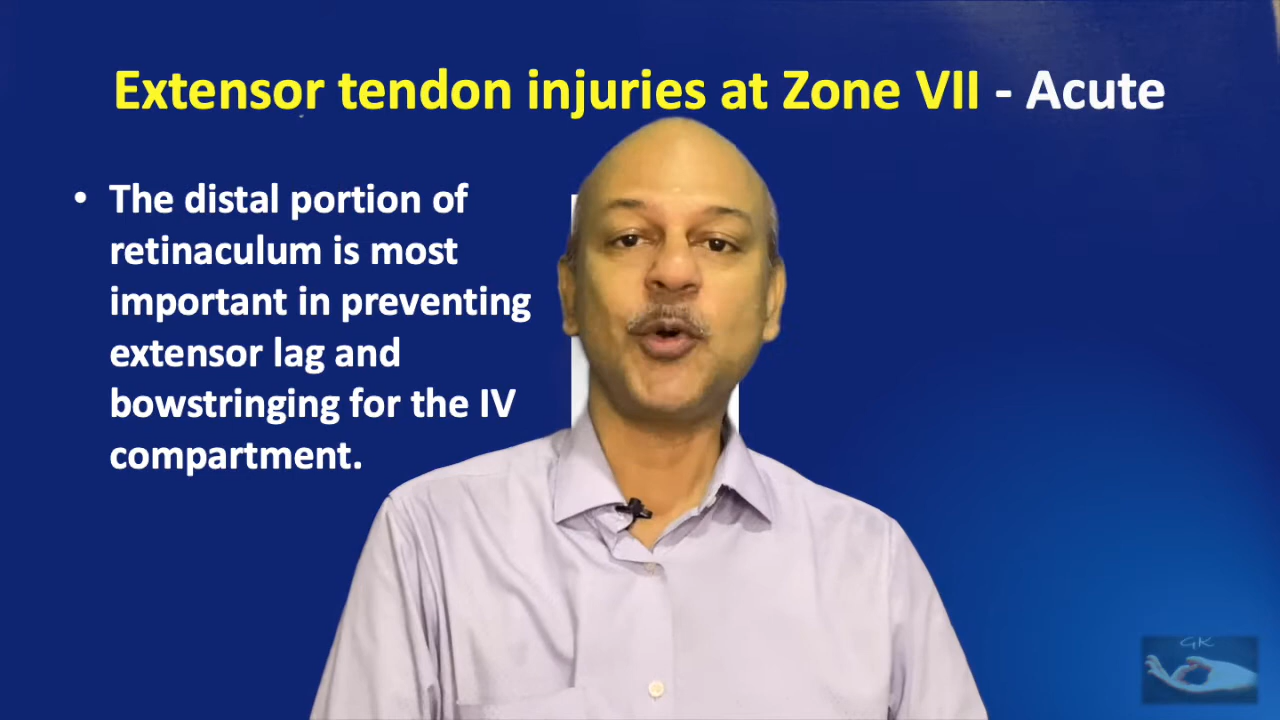 Extensor tendon injuries at Zone VII - Acute
• The distal portion of
retinaculum is most
important in preventing
extensor lag and
bowstringing for the IV
compartment.
GK